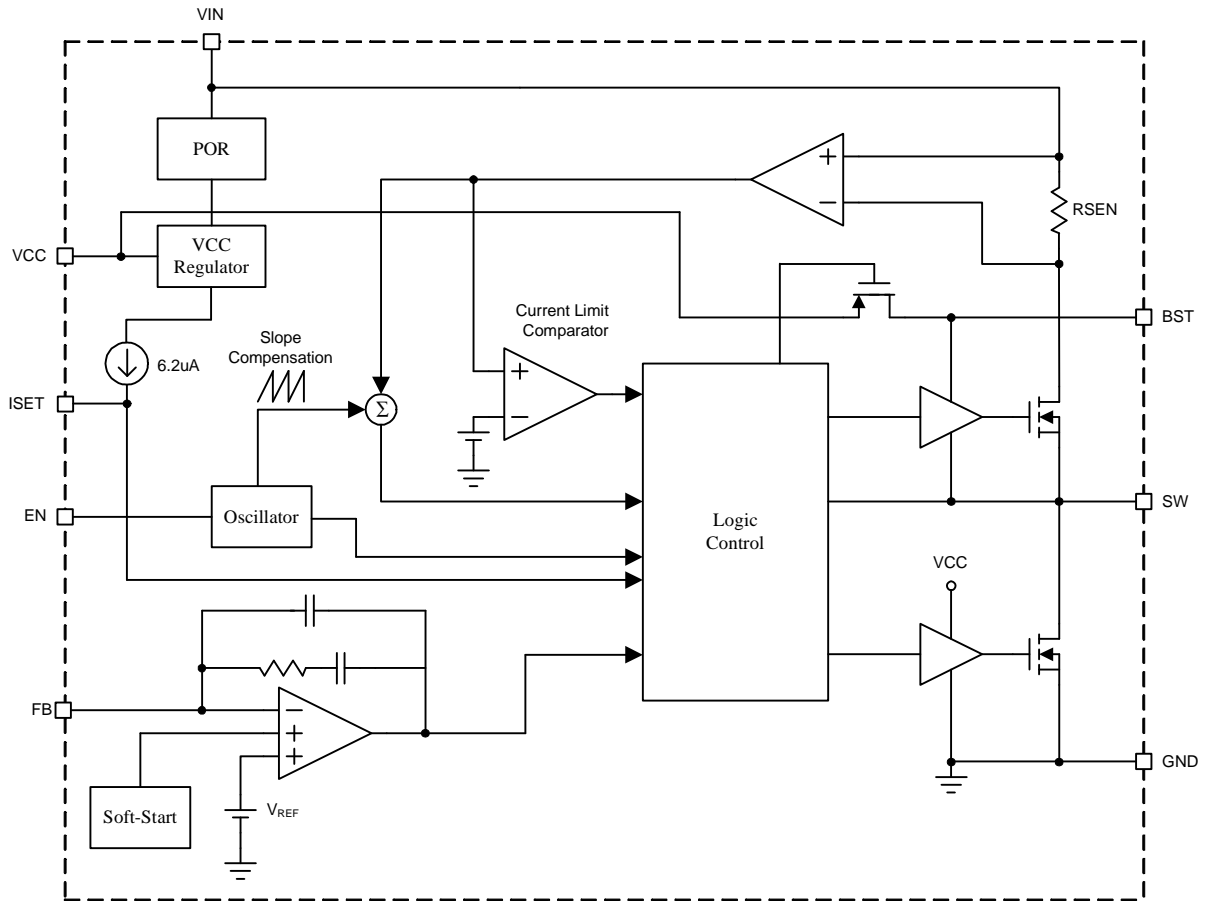 VIN
POR
+
−
RSEN
VCC
VCC
Regulator
Current Limit
Comparator
BST
6.2uA
Slope
Compensation
+
−
ISET
Σ
EN
Oscillator
Logic
Control
SW
VCC
FB
−
+
+
GND
Soft-Start
VREF